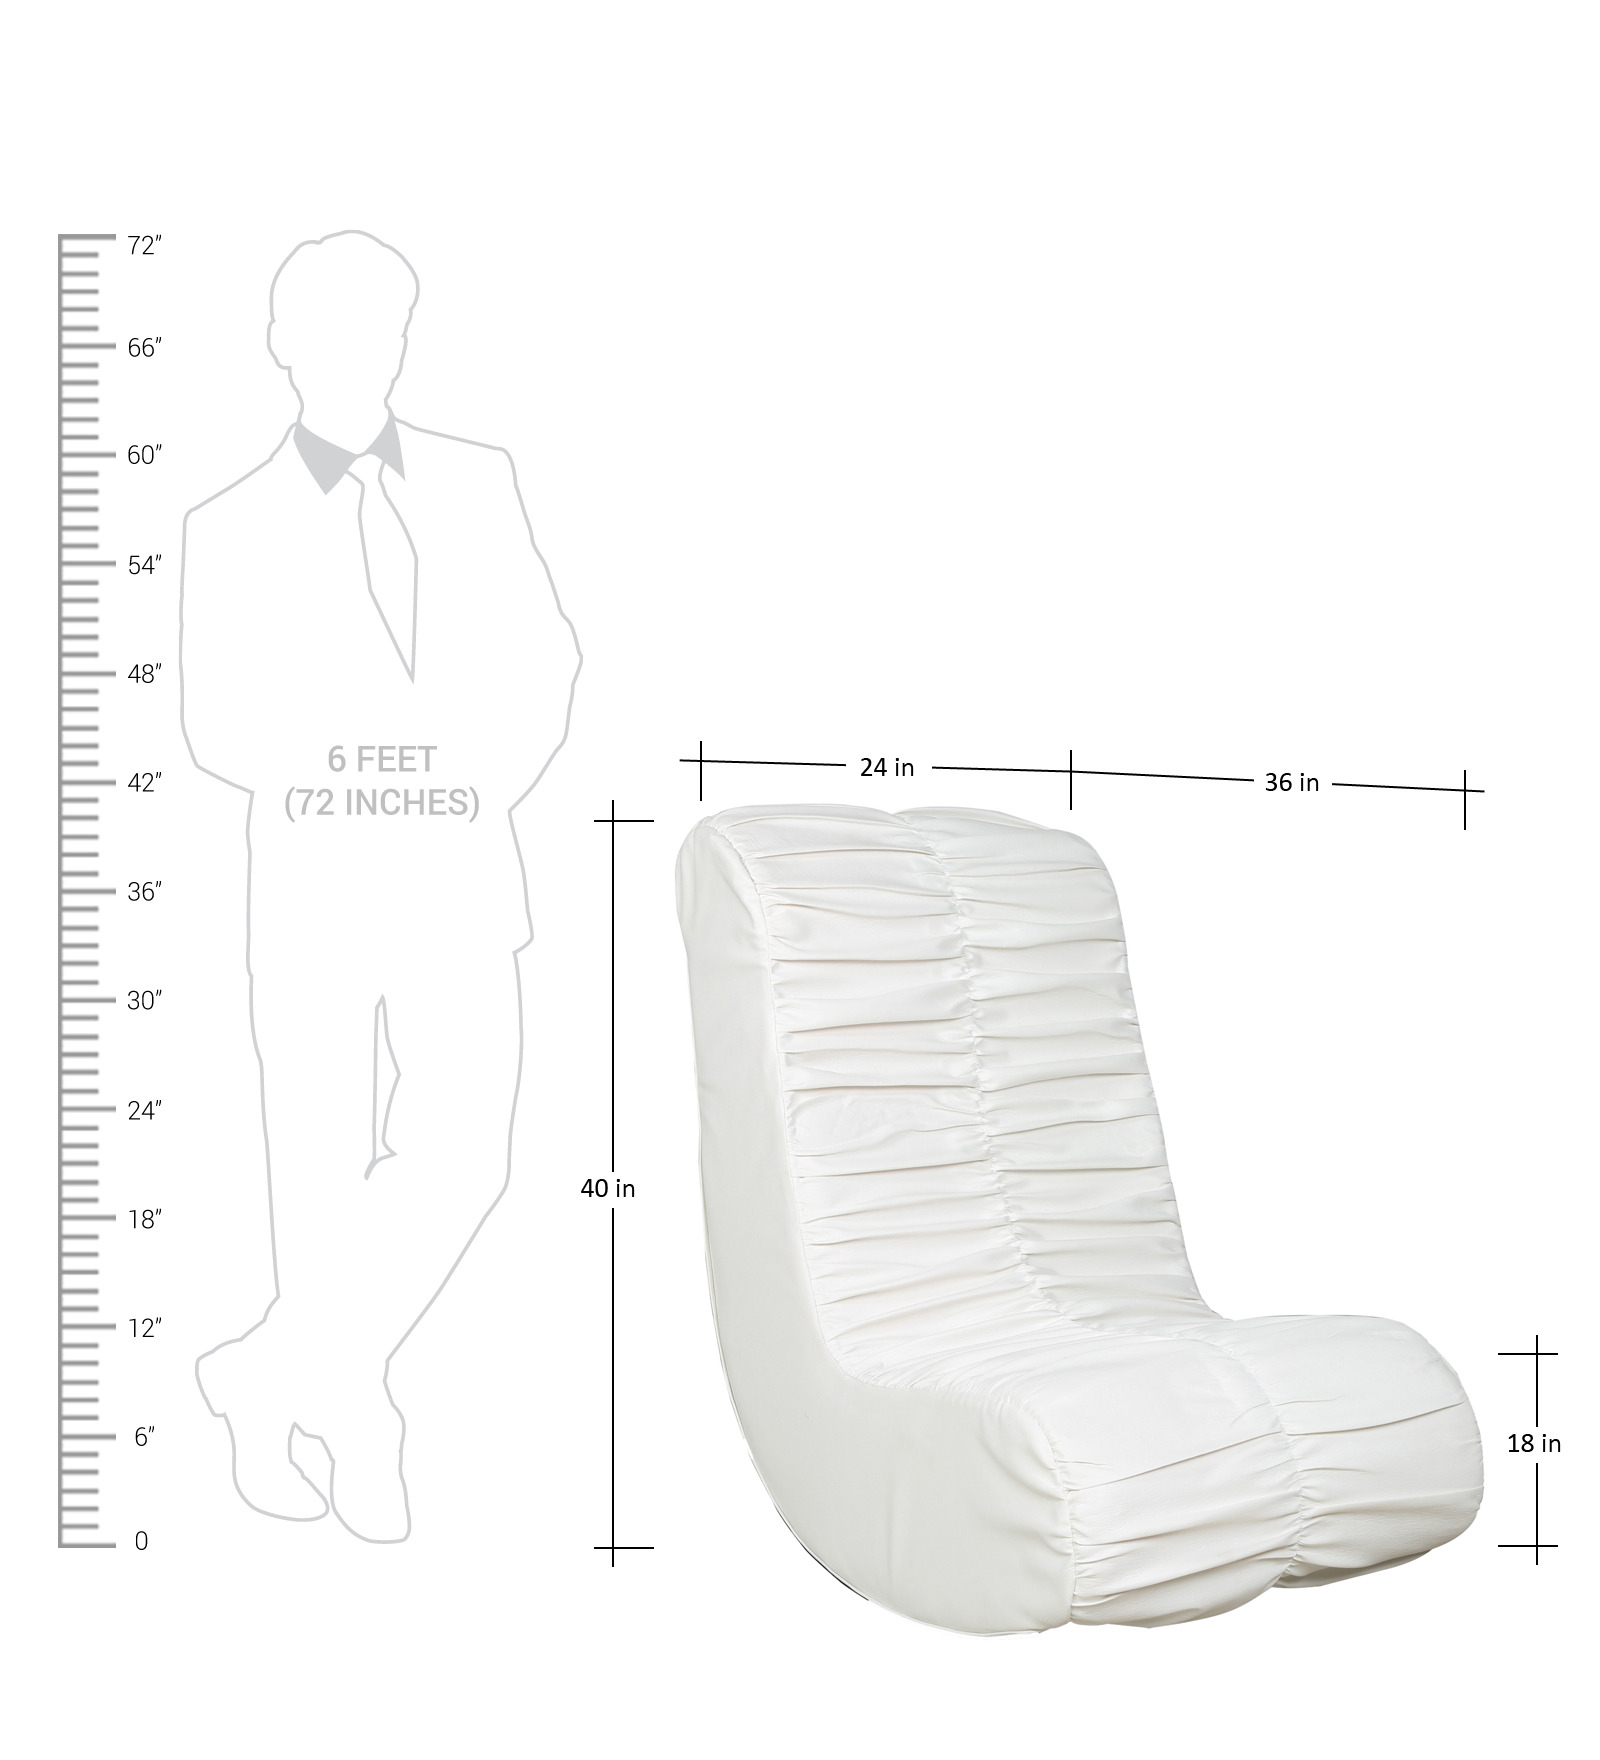 72"
66"
60"
54"
48"
6 FEET
(72 INCHES)
42"
36"
30"
24"
18"
12"
6"
0
24 in
36 in
40 in
18 in